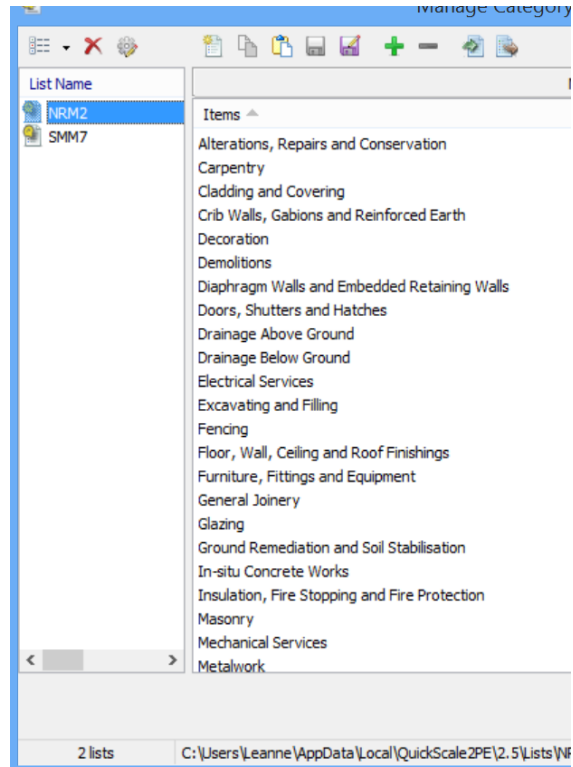 Manage Category
List Name
NRM2
SMM7
Items
Alterations, Repairs and Conservation
Carpentry
Cladding and Covering
Crib Walls, Gabions and Reinforced Earth
Decoration
Demolitions
Diaphragm Walls and Embedded Retaining Walls
Doors, Shutters and Hatches
Drainage Above Ground
Drainage Below Ground
Electrical Services
Excavating and Filling
Fencing
Floor, Wall, Ceiling and Roof Finishings
Furniture, Fittings and Equipment
General Joinery
Glazing
Ground Remediation and Soil Stabilisation
In-situ Concrete Works
Insulation, Fire Stopping and Fire Protection
Masonry
Mechanical Services
Metalwork
2 lists
C:\Users\Leanne\AppData\Local\QuickScale2PE\2.5\Lists\NR